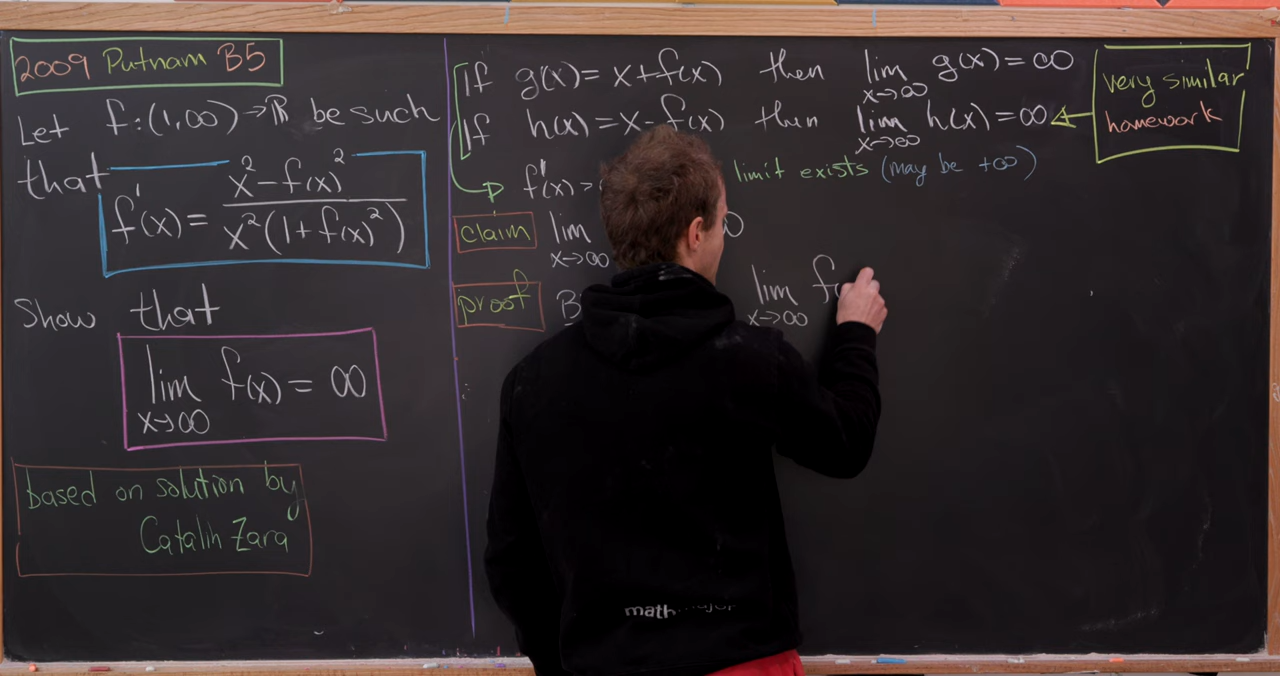 2009 Putnam B5
Let f:(1,∞)→ℝ be such
that
f'(x) = x² - f(x)² / x²(1+f(x)²)
Show that
lim f(x) = ∞
x→∞
based on solution by
Catalin Zara
If g(x) = x+f(x) then lim g(x) = ∞
x→∞
If h(x) = x-f(x) then lim h(x) = ∞
x→∞
very similar
homework
f'(x) > limit exists (may be +∞)
claim lim ∞
x→∞
proof B lim f(
x→∞
math major